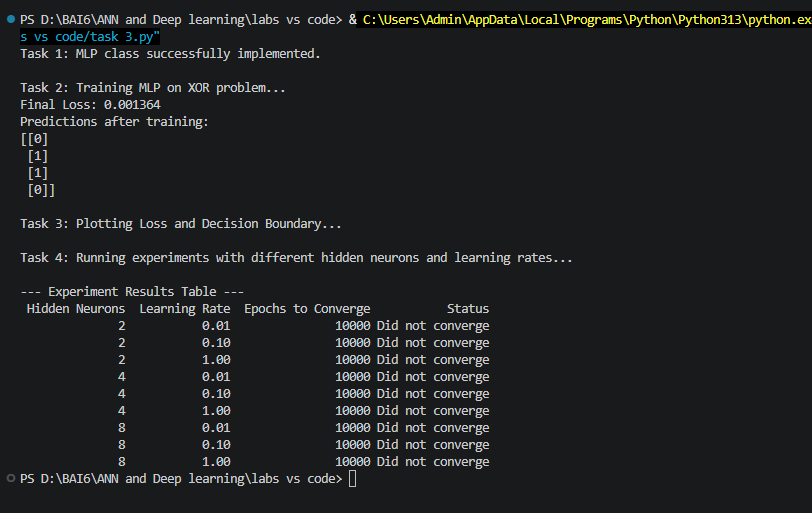 PS D:\BAI6\ANN and Deep learning\labs vs code> & C:\Users\Admin\AppData\Local\Programs\Python\Python313\python.exe
s vs code/task 3.py"
Task 1: MLP class successfully implemented.
Task 2: Training MLP on XOR problem...
Final Loss: 0.001364
Predictions after training:
[[0]
 [1]
 [1]
 [0]]
Task 3: Plotting Loss and Decision Boundary...
Task 4: Running experiments with different hidden neurons and learning rates...
--- Experiment Results Table ---
Hidden Neurons  Learning Rate  Epochs to Converge           Status
             2           0.01               10000 Did not converge
             2           0.10               10000 Did not converge
             2           1.00               10000 Did not converge
             4           0.01               10000 Did not converge
             4           0.10               10000 Did not converge
             4           1.00               10000 Did not converge
             8           0.01               10000 Did not converge
             8           0.10               10000 Did not converge
             8           1.00               10000 Did not converge
PS D:\BAI6\ANN and Deep learning\labs vs code>